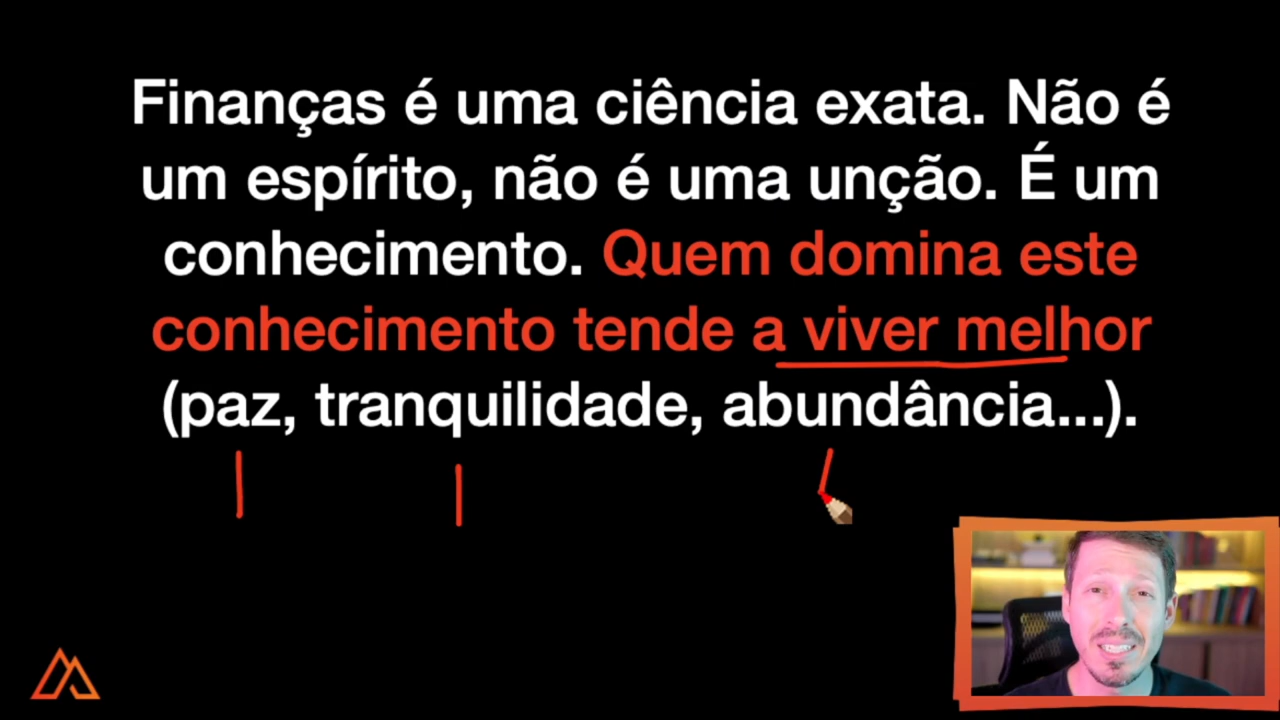 Finanças é uma ciência exata. Não é
um espírito, não é uma unção. É um
conhecimento. Quem domina este
conhecimento tende a viver melhor
(paz, tranquilidade, abundância...).